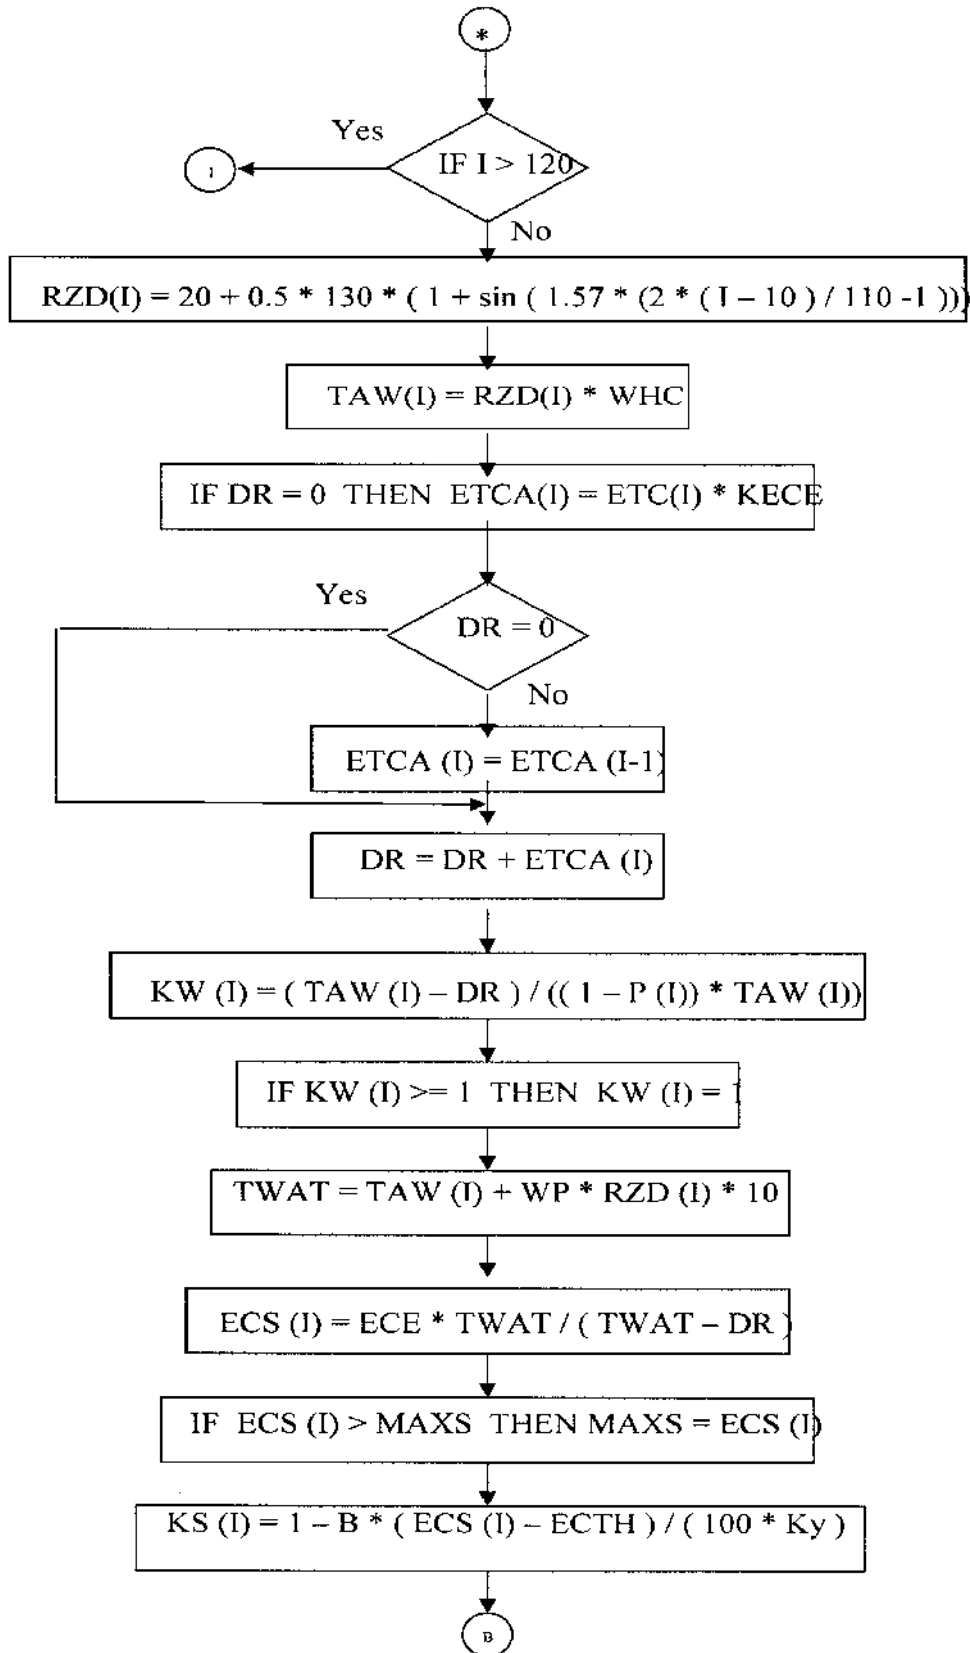 *
Yes
IF I > 120
1
No
RZD(I) = 20 + 0.5 * 130 * ( 1 + sin ( 1.57 * (2 * ( I – 10 ) / 110 -1 )))
TAW(I) = RZD(I) * WHC
IF DR = 0 THEN ETCA(I) = ETC(I) * KECE
Yes
DR = 0
No
ETCA (I) = ETCA (I-1)
DR = DR + ETCA (I)
KW (I) = ( TAW (I) – DR ) / (( 1 – P (I)) * TAW (I))
IF KW (I) >= 1 THEN KW (I) = 1
TWAT = TAW (I) + WP * RZD (I) * 10
ECS (I) = ECE * TWAT / ( TWAT – DR )
IF ECS (I) > MAXS THEN MAXS = ECS (I)
KS (I) = 1 – B * ( ECS (I) – ECTH ) / ( 100 * Ky )
B